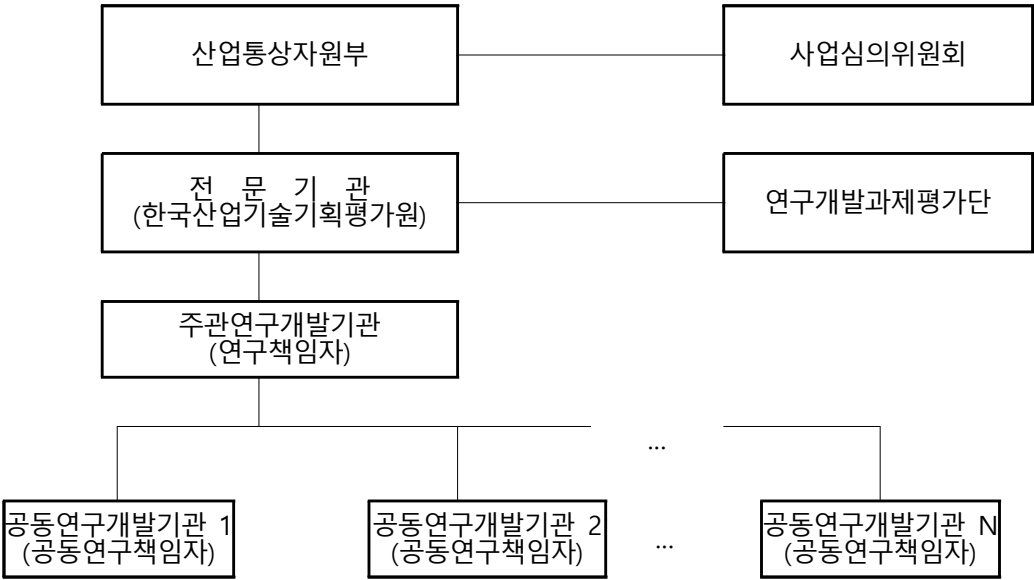 산업통상자원부
사업심의위원회
전 문 기 관
(한국산업기술기획평가원)
연구개발과제평가단
주관연구개발기관
(연구책임자)
...
공동연구개발기관 1
(공동연구책임자)
공동연구개발기관 2
(공동연구책임자)
...
공동연구개발기관 N
(공동연구책임자)